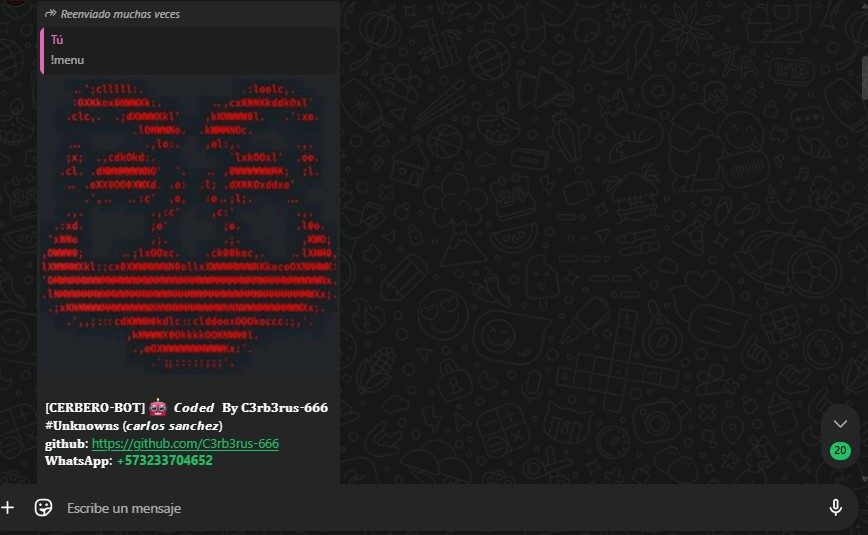 Reenviado muchas veces
Tú
!menu
[CERBERO-BOT] 🤖 Coded By C3rb3rus-666
#Unknowns (carlos sanchez)
github: https://github.com/C3rb3rus-666
WhatsApp: +573233704652
20
Escribe un mensaje